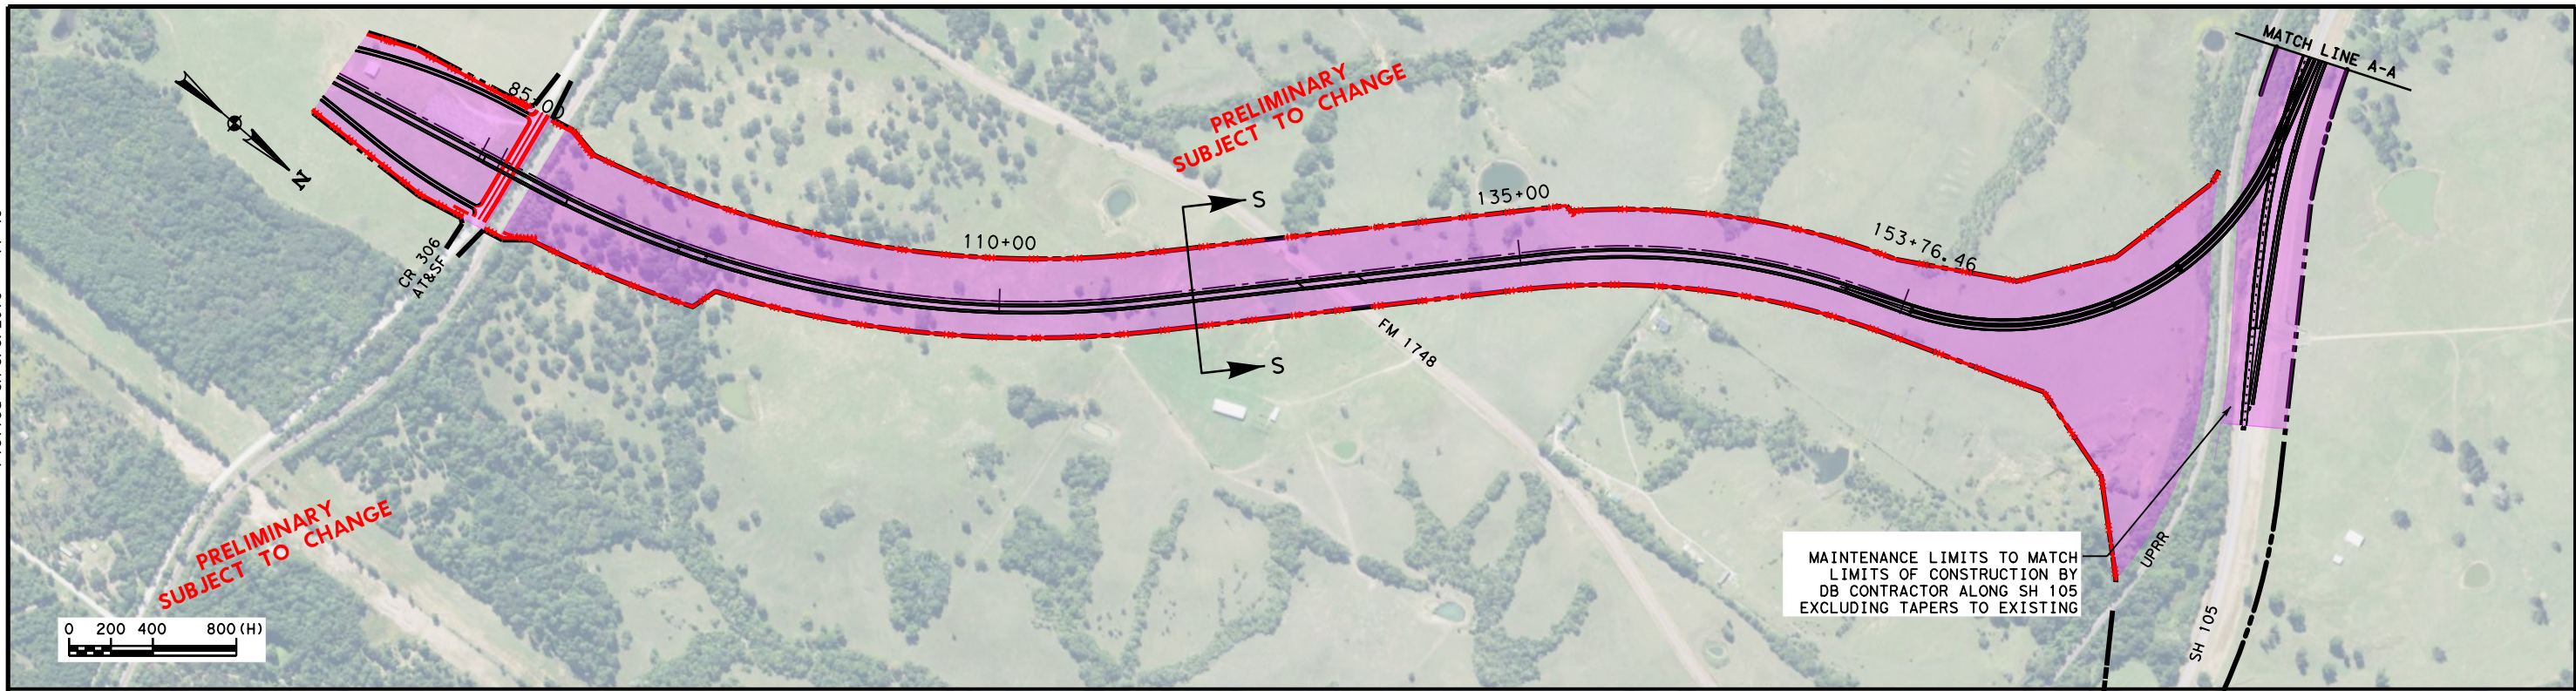 MATCH LINE A-A
85+00
PRELIMINARY
SUBJECT TO CHANGE
N
S
135+00
110+00
153+76.46
CR 306
AT&SF
FM 1748
S
PRELIMINARY
SUBJECT TO CHANGE
MAINTENANCE LIMITS TO MATCH
LIMITS OF CONSTRUCTION BY
DB CONTRACTOR ALONG SH 105
EXCLUDING TAPERS TO EXISTING
UPRR
SH 105
0 200 400 800 (H)